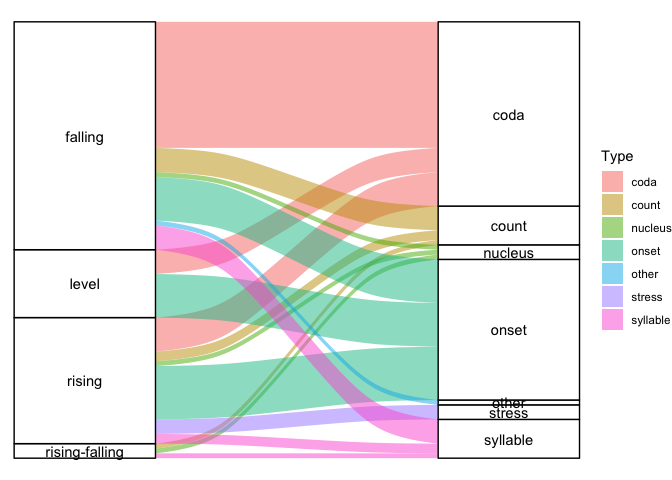 falling
level
rising
rising-falling
coda
count
nucleus
onset
other
stress
syllable
Type
coda
count
nucleus
onset
other
stress
syllable